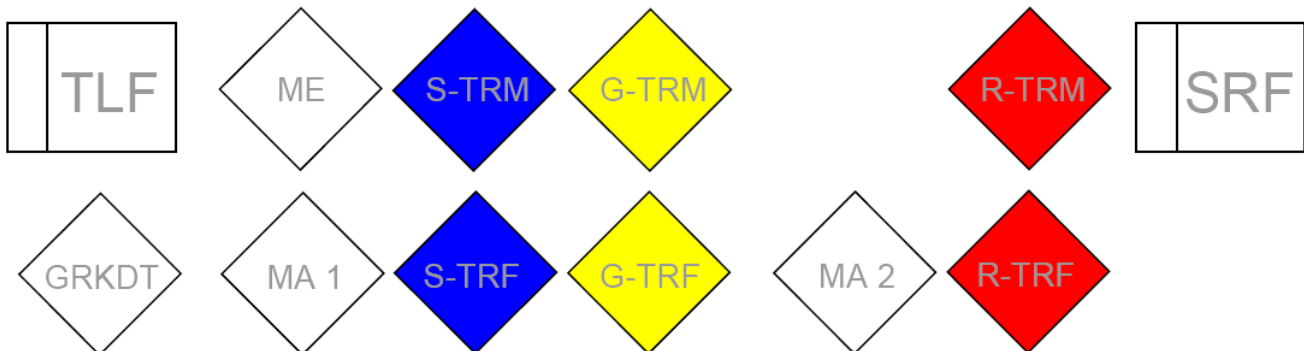 TLF ME S-TRM G-TRM R-TRM SRF
GRKDT MA 1 S-TRF G-TRF MA 2 R-TRF